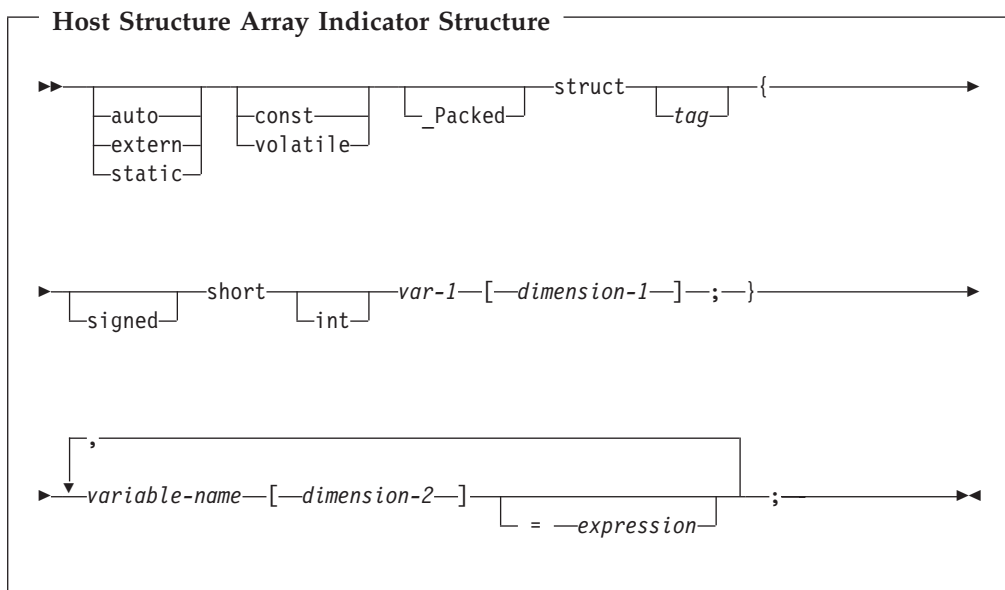 Host Structure Array Indicator Structure
struct {
auto const _Packed tag
extern volatile
static
short var-1 [ dimension-1 ] ; }
signed int
,
variable-name [ dimension-2 ] ;
= expression